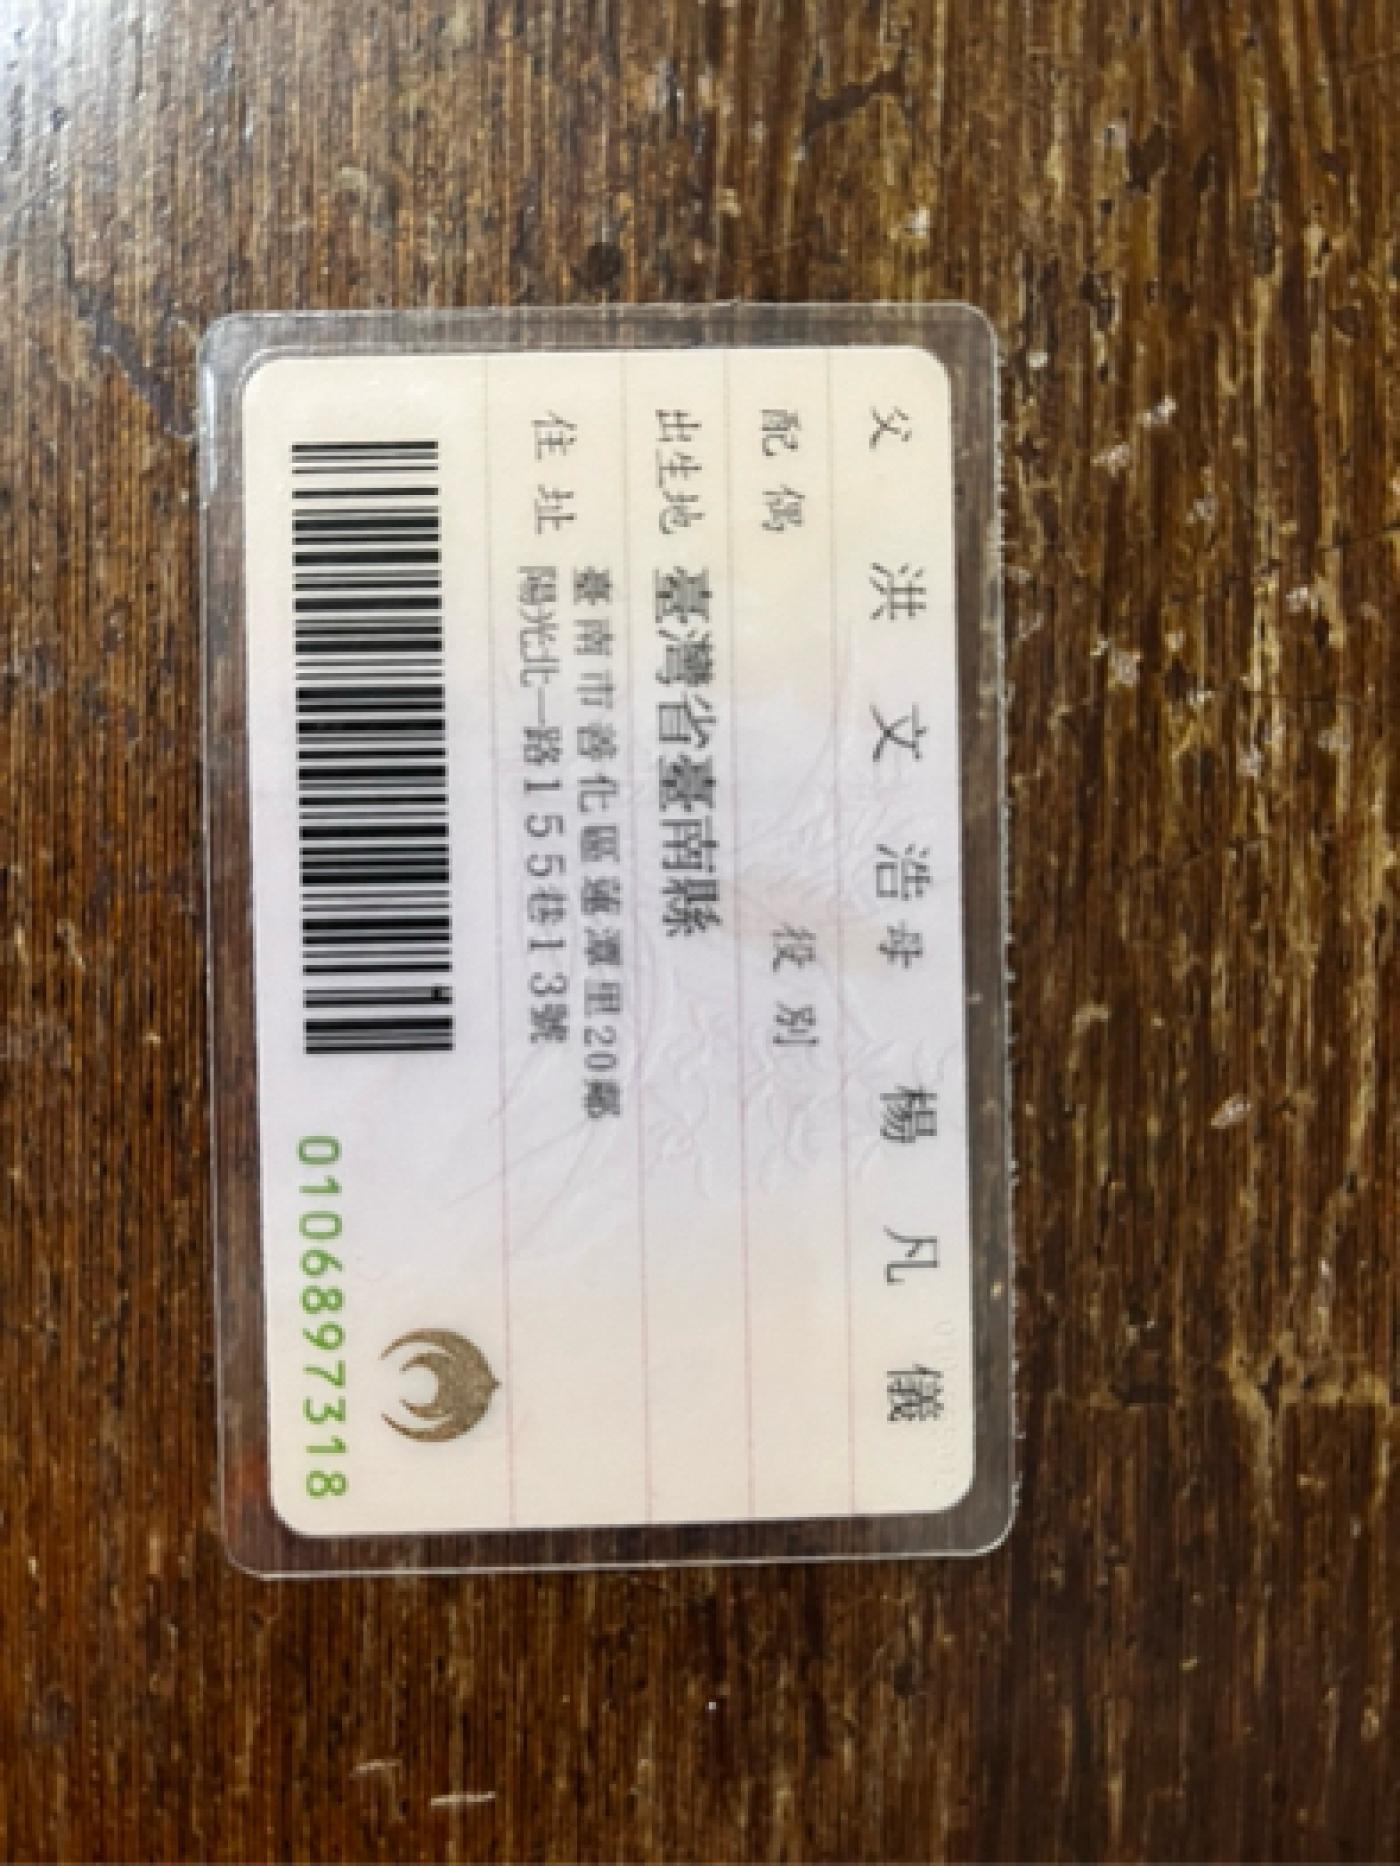 父 洪文浩 母 楊凡儀
配偶 役別
出生地 臺灣省臺南縣
住址 臺南市善化區蓮潭里20鄰
陽光北一路155巷13號
0106897318